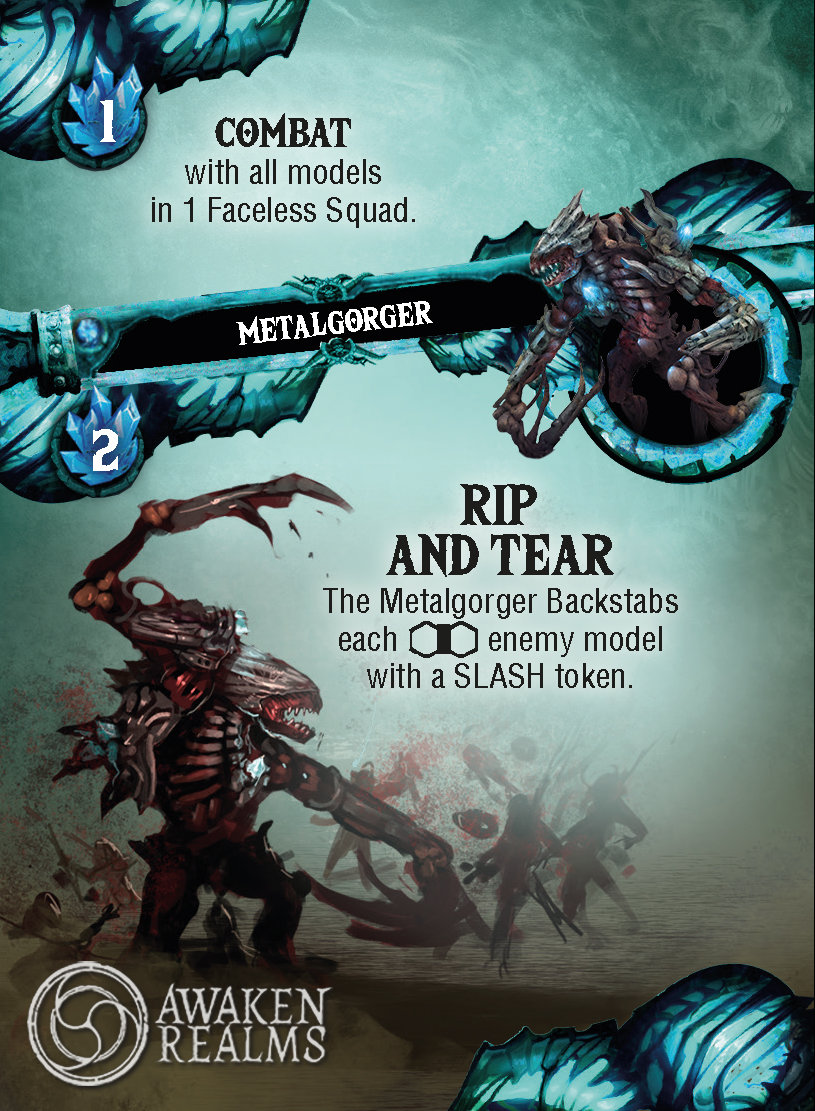 1
COMBAT
with all models
in 1 Faceless Squad.
METALGORGER
2
RIP
AND TEAR
The Metalgorger Backstabs
each enemy model
with a SLASH token.
AWAKEN
REALMS